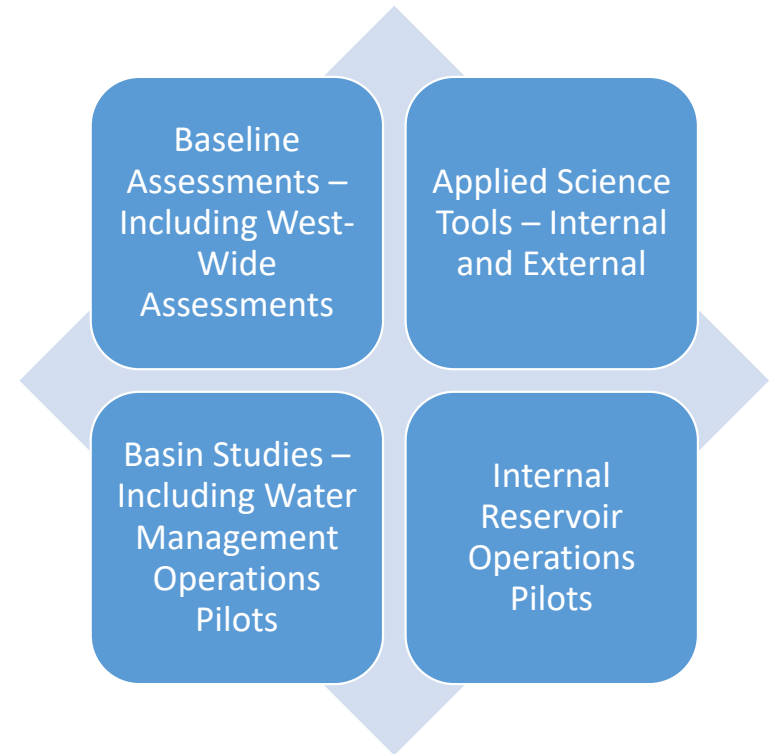 Baseline
Assessments –
Including West-
Wide
Assessments
Applied Science
Tools – Internal
and External
Basin Studies –
Including Water
Management
Operations
Pilots
Internal
Reservoir
Operations
Pilots